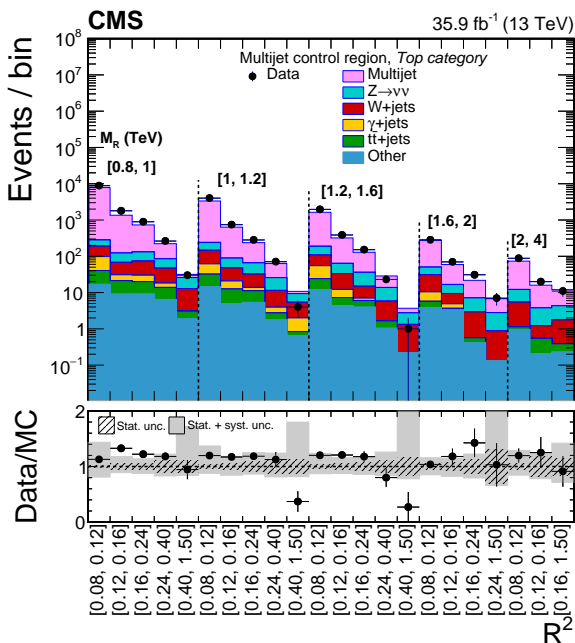 CMS 35.9 fb⁻¹ (13 TeV)
Multijet control region, Top category
Data
Multijet
Z→νν
W+jets
γ+jets
tt+jets
Other
M_R (TeV)
[0.8, 1]
[1, 1.2]
[1.2, 1.6]
[1.6, 2]
[2, 4]
Events / bin
10⁸
10⁷
10⁶
10⁵
10⁴
10³
10²
10
1
10⁻¹
Stat. unc.
Stat. + syst. unc.
Data/MC
2
1
0
[0.08, 0.12]
[0.12, 0.16]
[0.16, 0.24]
[0.24, 0.40]
[0.40, 1.50]
[0.08, 0.12]
[0.12, 0.16]
[0.16, 0.24]
[0.24, 0.40]
[0.40, 1.50]
[0.08, 0.12]
[0.12, 0.16]
[0.16, 0.24]
[0.24, 0.40]
[0.40, 1.50]
[0.08, 0.12]
[0.12, 0.16]
[0.16, 0.24]
[0.24, 1.50]
[0.08, 0.12]
[0.12, 0.16]
[0.16, 1.50]
R²